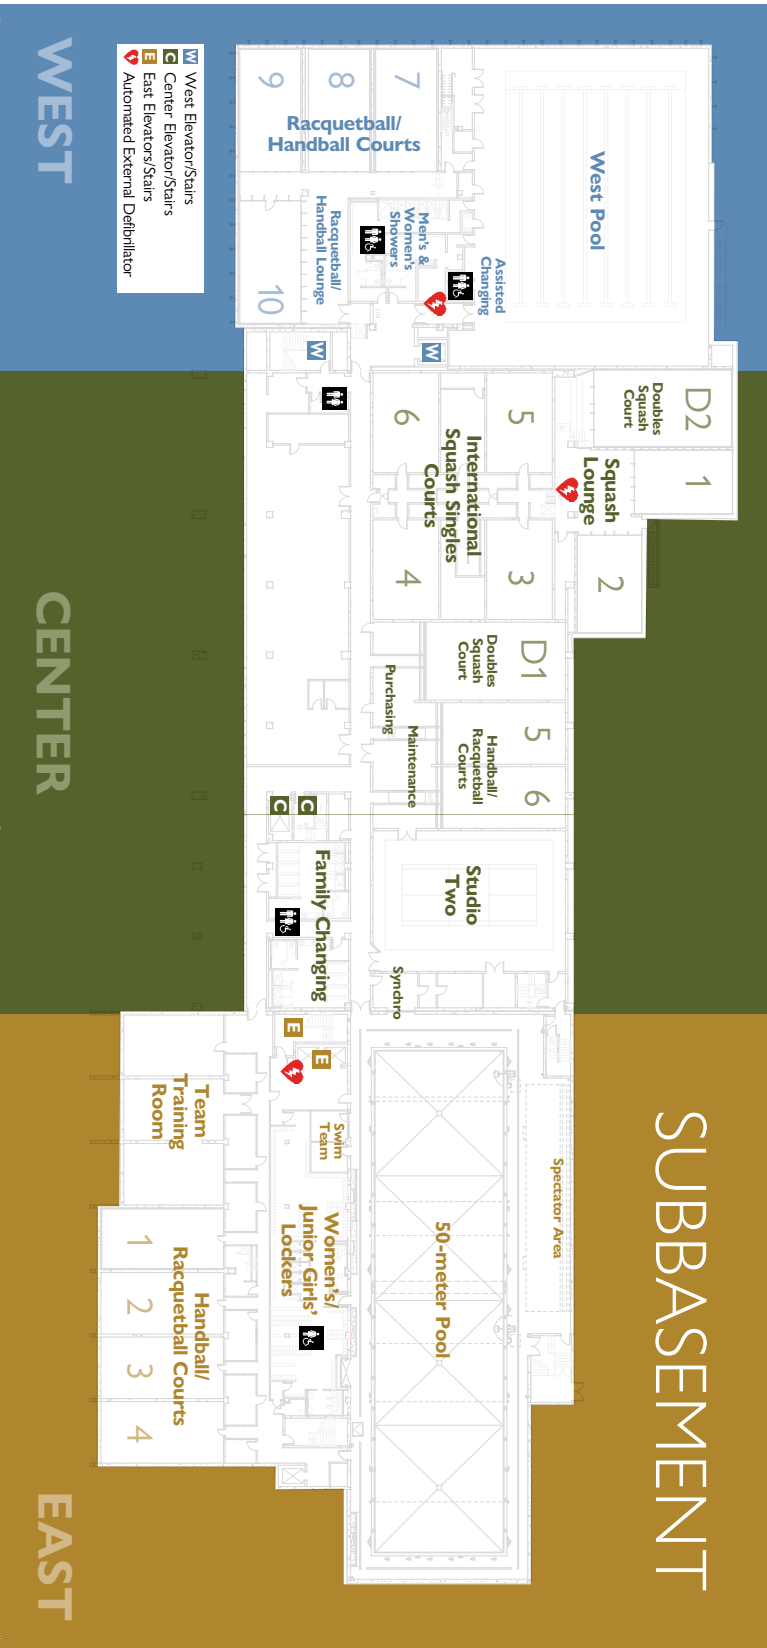 SUBBASEMENT
WEST
CENTER
EAST
W West Elevator/Stairs
C Center Elevator/Stairs
E East Elevators/Stairs
Automated External Defibrillator
9
8
7
Racquetball/
Handball Courts
10
Racquetball/
Handball Lounge
Men's &
Women's
Showers
Assisted
Changing
West Pool
W
W
D2
Doubles
Squash
Court
1
Squash
Lounge
2
6
5
International
Squash Singles
Courts
4
3
D1
Doubles
Squash
Court
Purchasing
Maintenance
5
Handball/
Racquetball
Courts
6
C
C
Family Changing
Studio
Two
Synchro
E
E
Team
Training
Room
Swim
Team
Women's/
Junior Girls'
Lockers
50-meter Pool
Spectator Area
Handball/
Racquetball Courts
1
2
3
4